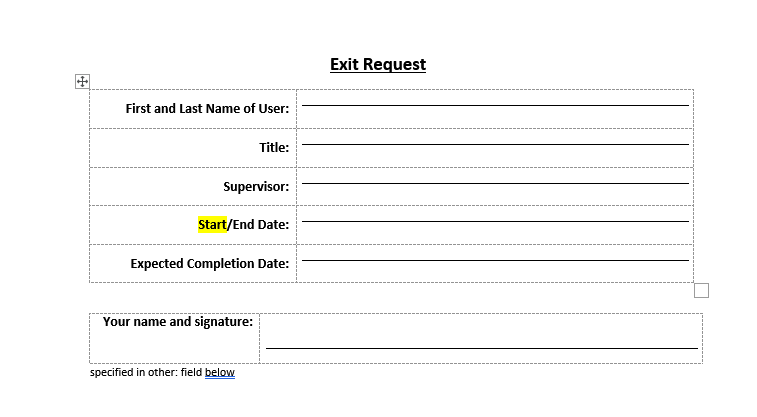 Exit Request
First and Last Name of User:
Title:
Supervisor:
Start/End Date:
Expected Completion Date:
Your name and signature:
specified in other: field below